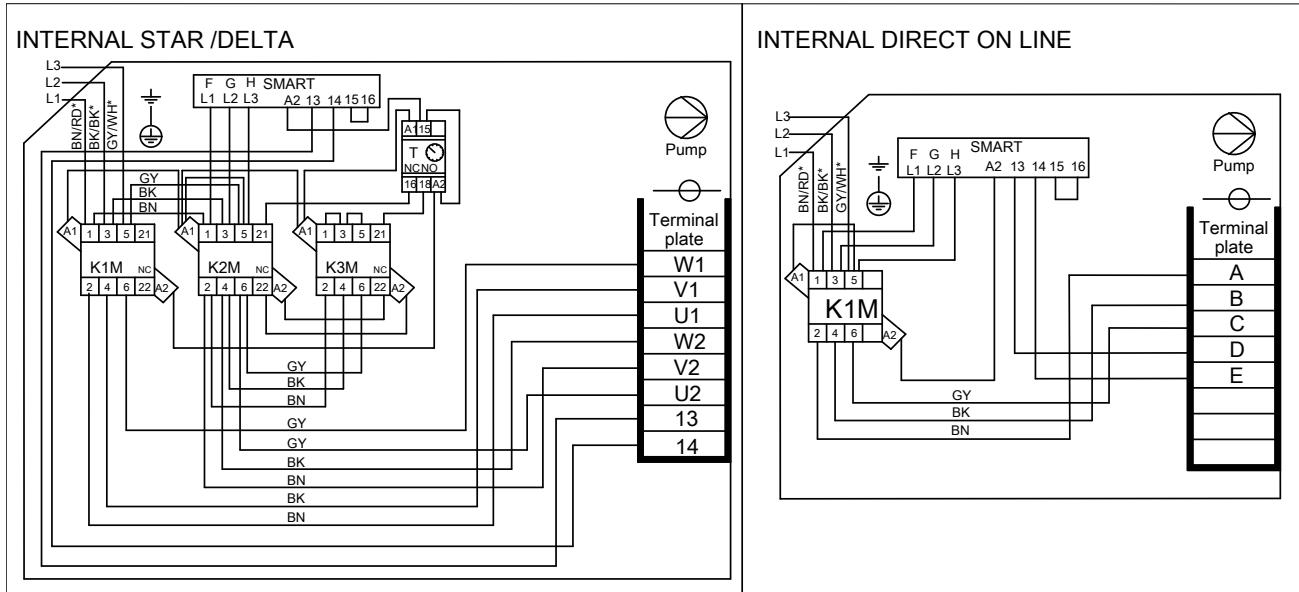 INTERNAL STAR /DELTA
L3
L2
L1
BN/RD*
BK/BK*
GY/WH*
F G H SMART
L1 L2 L3 A2 13 14 15 16
A1 15
T
NC NO
16 18 A2
Pump
GY
BK
BN
A1 1 3 5 21
K1M NC
2 4 6 22 A2
A1 1 3 5 21
K2M NC
2 4 6 22 A2
A1 1 3 5 21
K3M NC
2 4 6 22 A2
GY
BK
BN
GY
GY
BK
BN
BK
BN
Terminal
plate
W1
V1
U1
W2
V2
U2
13
14
INTERNAL DIRECT ON LINE
L3
L2
L1
BN/RD*
BK/BK*
GY/WH*
F G H SMART
L1 L2 L3 A2 13 14 15 16
Pump
A1 1 3 5
K1M
2 4 6 A2
GY
BK
BN
Terminal
plate
A
B
C
D
E